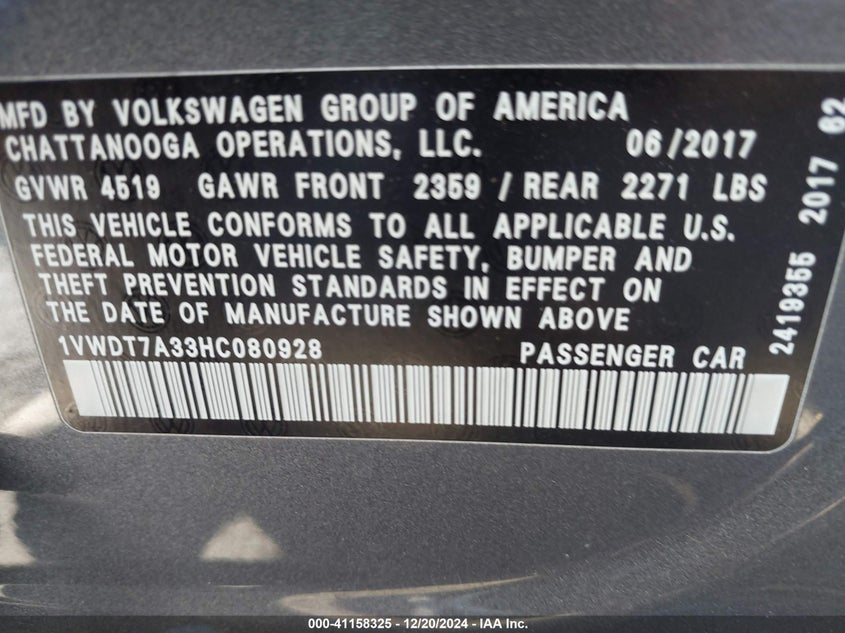 MFD BY VOLKSWAGEN GROUP OF AMERICA
CHATTANOOGA OPERATIONS, LLC. 06/2017
GVWR 4519 GAWR FRONT 2359 / REAR 2271 LBS
THIS VEHICLE CONFORMS TO ALL APPLICABLE U.S.
FEDERAL MOTOR VEHICLE SAFETY, BUMPER AND
THEFT PREVENTION STANDARDS IN EFFECT ON
THE DATE OF MANUFACTURE SHOWN ABOVE
1VWDT7A33HC080928 PASSENGER CAR
2419355 2017 62
000-41158325 - 12/20/2024 - IAA Inc.